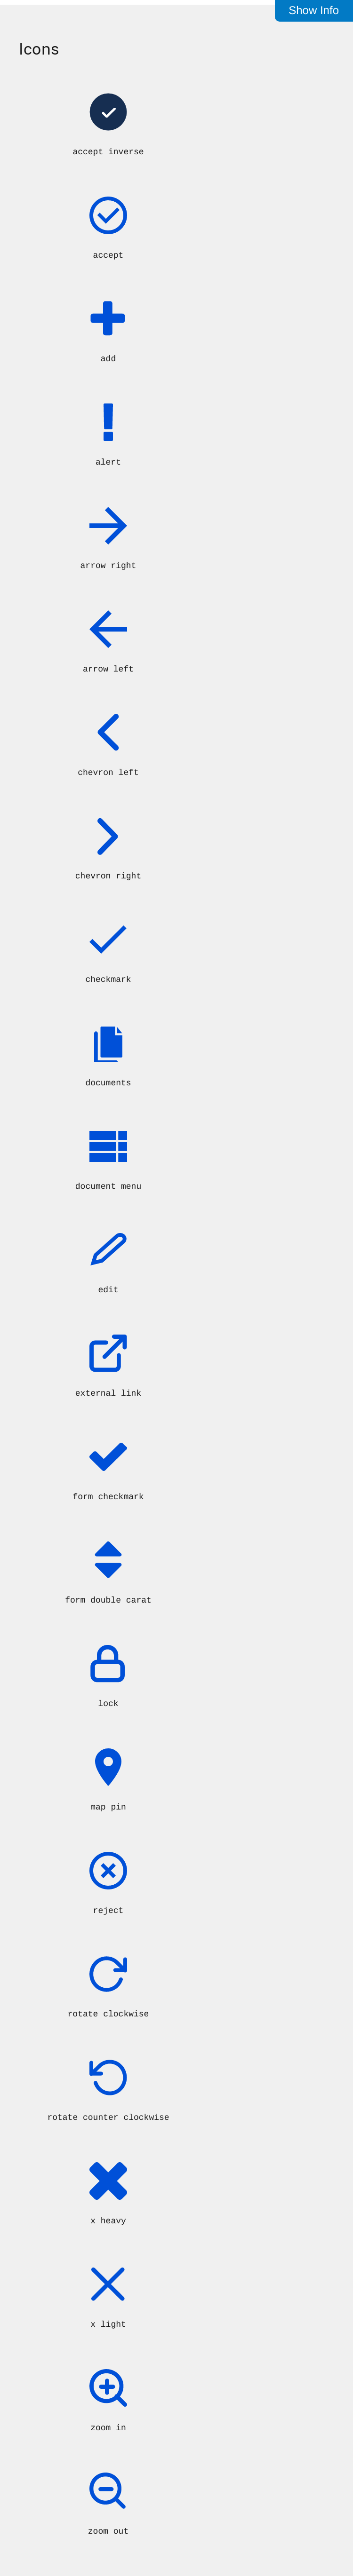 Show Info
Icons
accept inverse
accept
add
alert
arrow right
arrow left
chevron left
chevron right
checkmark
documents
document menu
edit
external link
form checkmark
form double carat
lock
map pin
reject
rotate clockwise
rotate counter clockwise
x heavy
x light
zoom in
zoom out